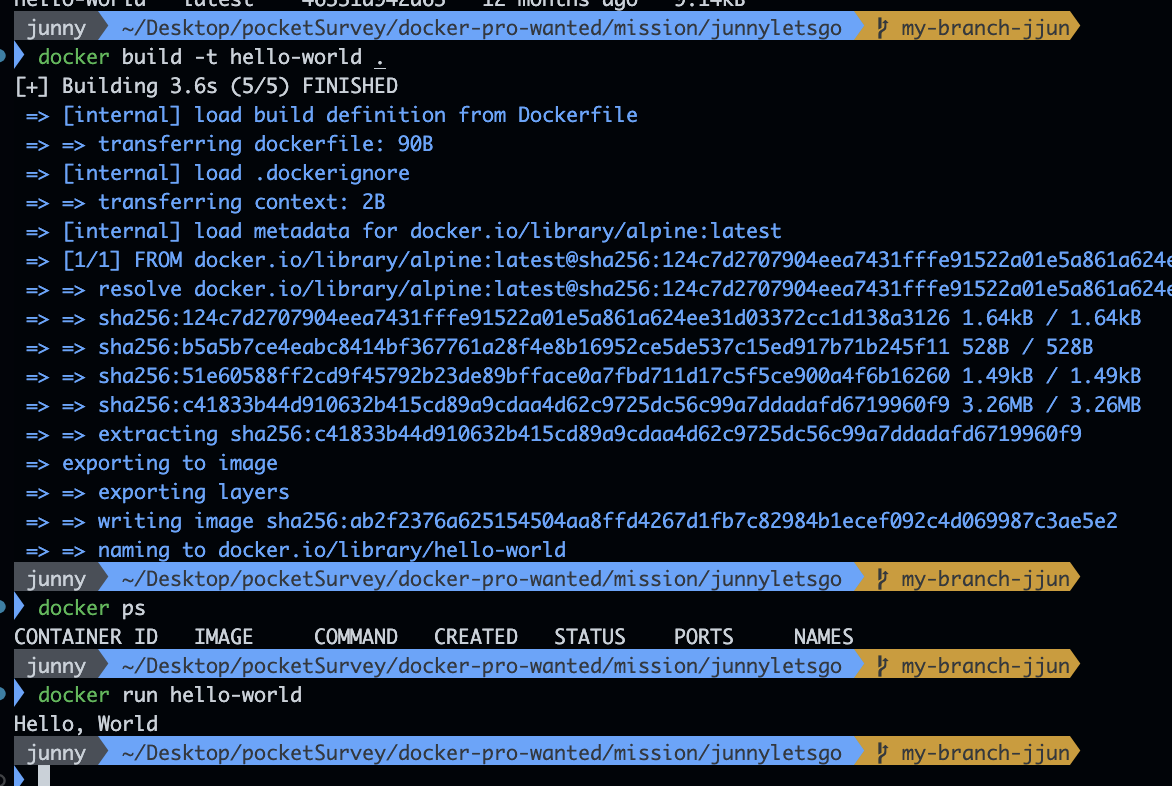 hello-world   latest   46331d942d63   12 months ago   9.14kB
junny ~/Desktop/pocketSurvey/docker-pro-wanted/mission/junnyletsgo my-branch-jjun
docker build -t hello-world .
[+] Building 3.6s (5/5) FINISHED
=> [internal] load build definition from Dockerfile
=> => transferring dockerfile: 90B
=> [internal] load .dockerignore
=> => transferring context: 2B
=> [internal] load metadata for docker.io/library/alpine:latest
=> [1/1] FROM docker.io/library/alpine:latest@sha256:124c7d2707904eea7431fffe91522a01e5a861a624e
=> => resolve docker.io/library/alpine:latest@sha256:124c7d2707904eea7431fffe91522a01e5a861a624e
=> => sha256:124c7d2707904eea7431fffe91522a01e5a861a624ee31d03372cc1d138a3126 1.64kB / 1.64kB
=> => sha256:b5a5b7ce4eabc8414bf367761a28f4e8b16952ce5de537c15ed917b71b245f11 528B / 528B
=> => sha256:51e60588ff2cd9f45792b23de89bfface0a7fbd711d17c5f5ce900a4f6b16260 1.49kB / 1.49kB
=> => sha256:c41833b44d910632b415cd89a9cdaa4d62c9725dc56c99a7ddadafd6719960f9 3.26MB / 3.26MB
=> => extracting sha256:c41833b44d910632b415cd89a9cdaa4d62c9725dc56c99a7ddadafd6719960f9
=> exporting to image
=> => exporting layers
=> => writing image sha256:ab2f2376a625154504aa8ffd4267d1fb7c82984b1ecef092c4d069987c3ae5e2
=> => naming to docker.io/library/hello-world
junny ~/Desktop/pocketSurvey/docker-pro-wanted/mission/junnyletsgo my-branch-jjun
docker ps
CONTAINER ID   IMAGE     COMMAND   CREATED   STATUS    PORTS     NAMES
junny ~/Desktop/pocketSurvey/docker-pro-wanted/mission/junnyletsgo my-branch-jjun
docker run hello-world
Hello, World
junny ~/Desktop/pocketSurvey/docker-pro-wanted/mission/junnyletsgo my-branch-jjun